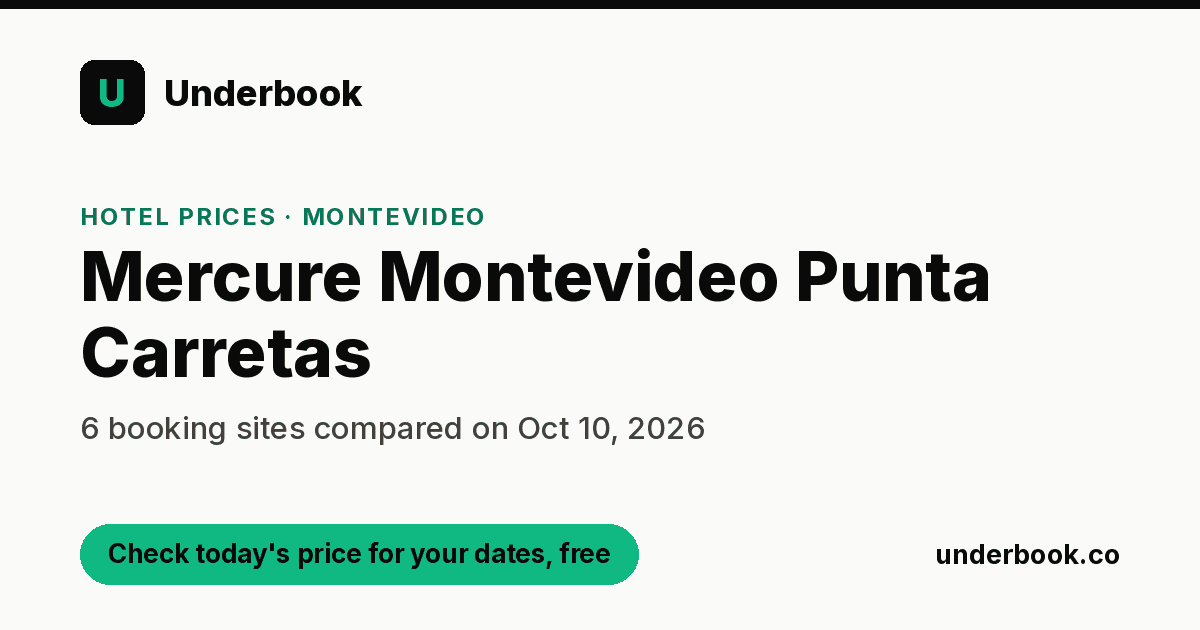 U
Underbook
HOTEL PRICES · MONTEVIDEO
Mercure Montevideo Punta
Carretas
6 booking sites compared on Oct 10, 2026
Check today's price for your dates, free
underbook.co